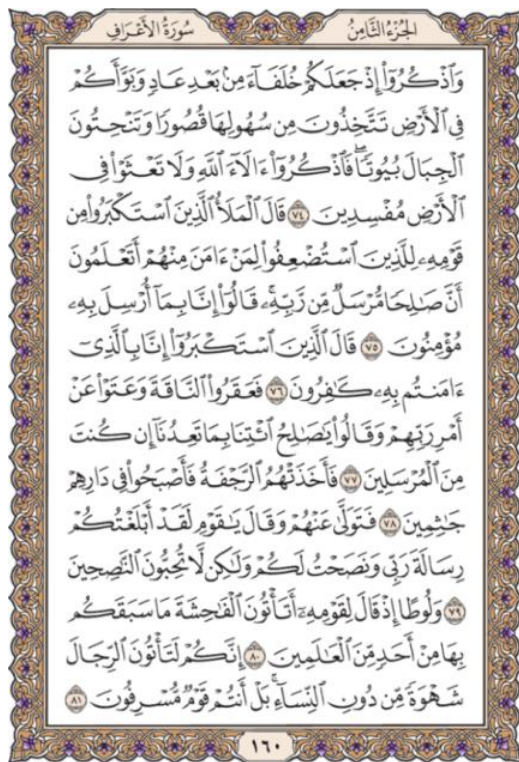 سُورَةُ الأَعْرَافِ
الجُزْءُ الثَّامِنُ
وَٱذۡكُرُوٓاْ إِذۡ جَعَلَكُمۡ خُلَفَآءَ مِنۢ بَعۡدِ عَادٖ وَبَوَّأَكُمۡ
فِي ٱلۡأَرۡضِ تَتَّخِذُونَ مِن سُهُولِهَا قُصُورٗا وَتَنۡحِتُونَ
ٱلۡجِبَالَ بُيُوتٗاۖ فَٱذۡكُرُوٓاْ ءَالَآءَ ٱللَّهِ وَلَا تَعۡثَوۡاْ فِي
ٱلۡأَرۡضِ مُفۡسِدِينَ ٧٤ قَالَ ٱلۡمَلَأُ ٱلَّذِينَ ٱسۡتَكۡبَرُواْ مِن
قَوۡمِهِۦ لِلَّذِينَ ٱسۡتُضۡعِفُواْ لِمَنۡ ءَامَنَ مِنۡهُمۡ أَتَعۡلَمُونَ
أَنَّ صَٰلِحٗا مُّرۡسَلٞ مِّن رَّبِّهِۦۚ قَالُوٓاْ إِنَّا بِمَآ أُرۡسِلَ بِهِۦ
مُؤۡمِنُونَ ٧٥ قَالَ ٱلَّذِينَ ٱسۡتَكۡبَرُوٓاْ إِنَّا بِٱلَّذِيٓ
ءَامَنتُم بِهِۦ كَٰفِرُونَ ٧٦ فَعَقَرُواْ ٱلنَّاقَةَ وَعَتَوۡاْ عَنۡ
أَمۡرِ رَبِّهِمۡ وَقَالُواْ يَٰصَٰلِحُ ٱئۡتِنَا بِمَا تَعِدُنَآ إِن كُنتَ
مِنَ ٱلۡمُرۡسَلِينَ ٧٧ فَأَخَذَتۡهُمُ ٱلرَّجۡفَةُ فَأَصۡبَحُواْ فِي دَارِهِمۡ
جَٰثِمِينَ ٧٨ فَتَوَلَّىٰ عَنۡهُمۡ وَقَالَ يَٰقَوۡمِ لَقَدۡ أَبۡلَغۡتُكُمۡ
رِسَالَةَ رَبِّي وَنَصَحۡتُ لَكُمۡ وَلَٰكِن لَّا تُحِبُّونَ ٱلنَّٰصِحِينَ
٧٩ وَلُوطًا إِذۡ قَالَ لِقَوۡمِهِۦٓ أَتَأۡتُونَ ٱلۡفَٰحِشَةَ مَا سَبَقَكُم
بِهَا مِنۡ أَحَدٖ مِّنَ ٱلۡعَٰلَمِينَ ٨٠ إِنَّكُمۡ لَتَأۡتُونَ ٱلرِّجَالَ
شَهۡوَةٗ مِّن دُونِ ٱلنِّسَآءِۚ بَلۡ أَنتُمۡ قَوۡمٞ مُّسۡرِفُونَ ٨١
١٦٠